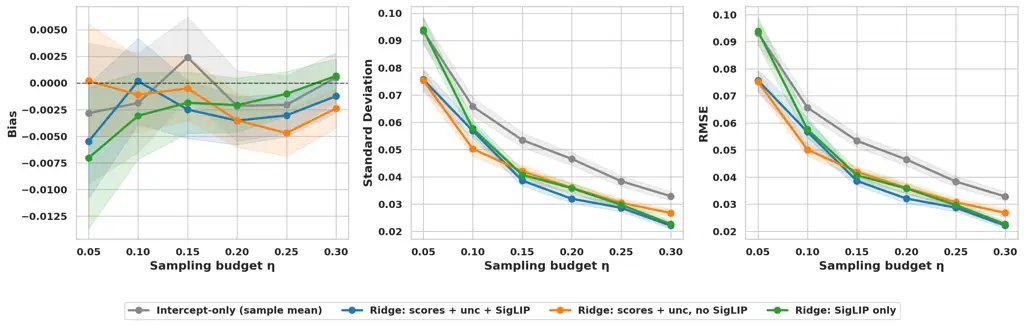 0.0050
0.0025
0.0000
−0.0025
−0.0050
−0.0075
−0.0100
−0.0125
Bias
0.05 0.10 0.15 0.20 0.25 0.30
Sampling budget η
0.10
0.09
0.08
0.07
0.06
0.05
0.04
0.03
0.02
Standard Deviation
0.05 0.10 0.15 0.20 0.25 0.30
Sampling budget η
0.10
0.09
0.08
0.07
0.06
0.05
0.04
0.03
0.02
RMSE
0.05 0.10 0.15 0.20 0.25 0.30
Sampling budget η
Intercept-only (sample mean) Ridge: scores + unc + SigLIP Ridge: scores + unc, no SigLIP Ridge: SigLIP only